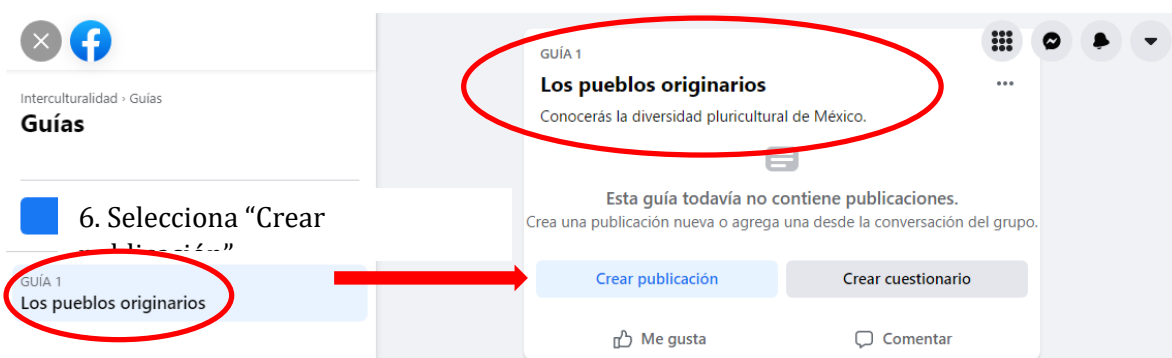 Interculturalidad › Guías
Guías
6. Selecciona “Crear
publicación”
GUÍA 1
Los pueblos originarios
GUÍA 1
Los pueblos originarios
Conocerás la diversidad pluricultural de México.
Esta guía todavía no contiene publicaciones.
Crea una publicación nueva o agrega una desde la conversación del grupo.
Crear publicación Crear cuestionario
Me gusta Comentar